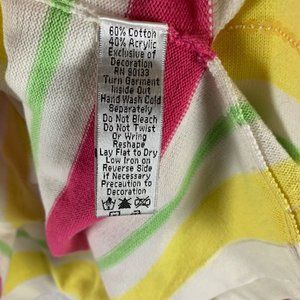 60% Cotton
40% Acrylic
Exclusive of
Decoration
RN 90133
Turn Garment
Inside Out
Hand Wash Cold
Separately
Do Not Bleach
Do Not Twist
Or Wring
Reshape
Lay Flat to Dry
Low Iron on
Reverse Side
if Necessary
Precaution to
Decoration